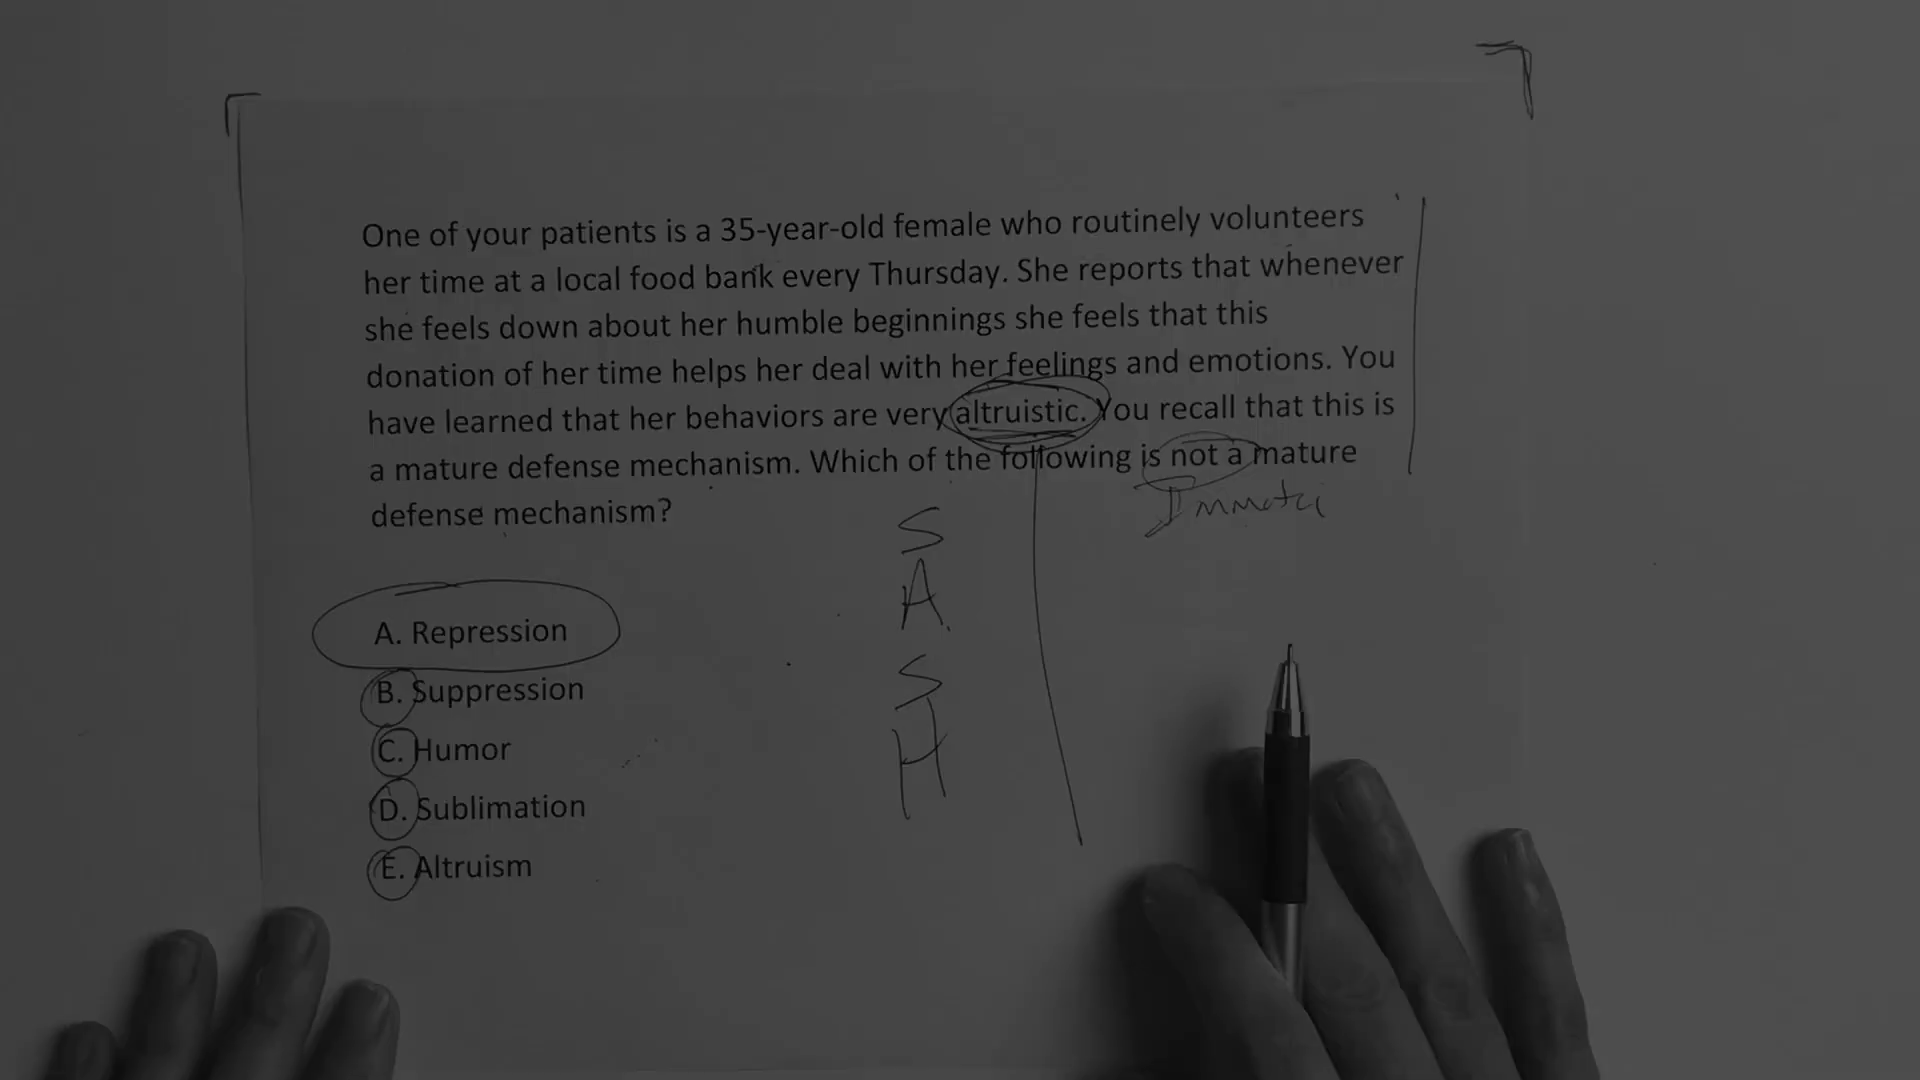 One of your patients is a 35-year-old female who routinely volunteers
her time at a local food bank every Thursday. She reports that whenever
she feels down about her humble beginnings she feels that this
donation of her time helps her deal with her feelings and emotions. You
have learned that her behaviors are very altruistic. You recall that this is
a mature defense mechanism. Which of the following is not a mature
defense mechanism?
A. Repression
B. Suppression
C. Humor
D. Sublimation
E. Altruism
S
A
S
H